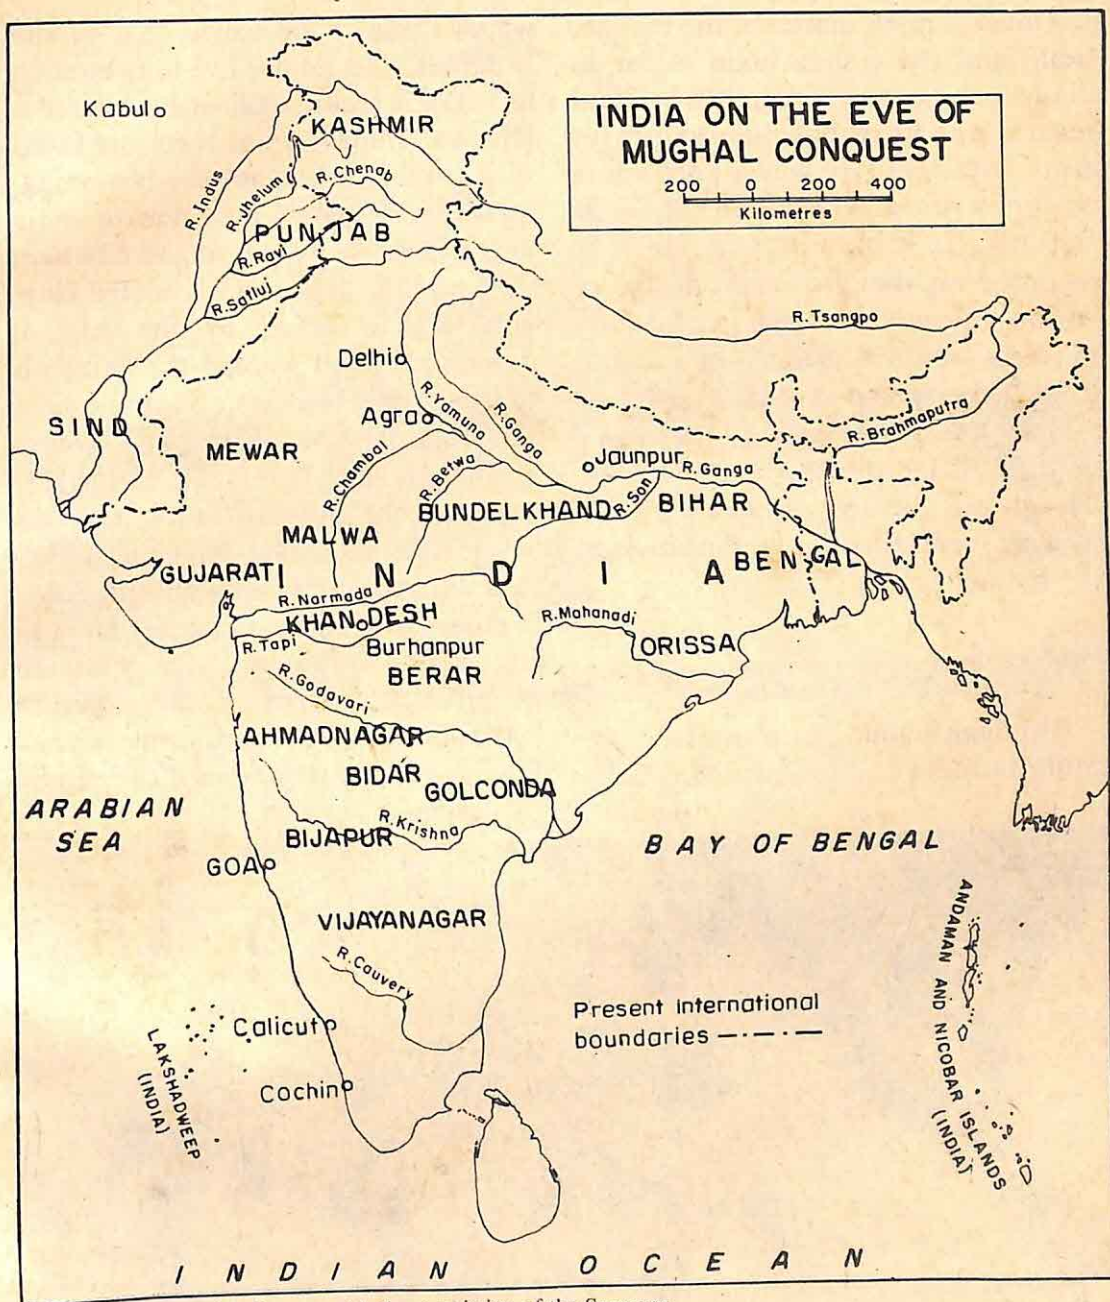 INDIA ON THE EVE OF
MUGHAL CONQUEST
200 0 200 400
Kilometres
Kabul
KASHMIR
R. Indus
R. Jhelum
R. Chenab
PUNJAB
R. Ravi
R. Satluj
R. Tsangpo
Delhi
Agra
R. Yamuna
R. Ganga
R. Brahmaputra
SIND
MEWAR
R. Chambal
R. Betwa
Jaunpur
R. Ganga
R. Son
BUNDELKHAND
BIHAR
MALWA
BENGAL
GUJARAT
INDIA
R. Narmada
KHANDESH
R. Mahanadi
R. Tapi
Burhanpur
ORISSA
BERAR
R. Godavari
AHMADNAGAR
BIDAR
GOLCONDA
ARABIAN
SEA
R. Krishna
BIJAPUR
BAY OF BENGAL
GOA
VIJAYANAGAR
R. Cauvery
Present international
boundaries
Calicut
Cochin
LAKSHADWEEP
(INDIA)
ANDAMAN AND NICOBAR ISLANDS
(INDIA)
INDIAN OCEAN